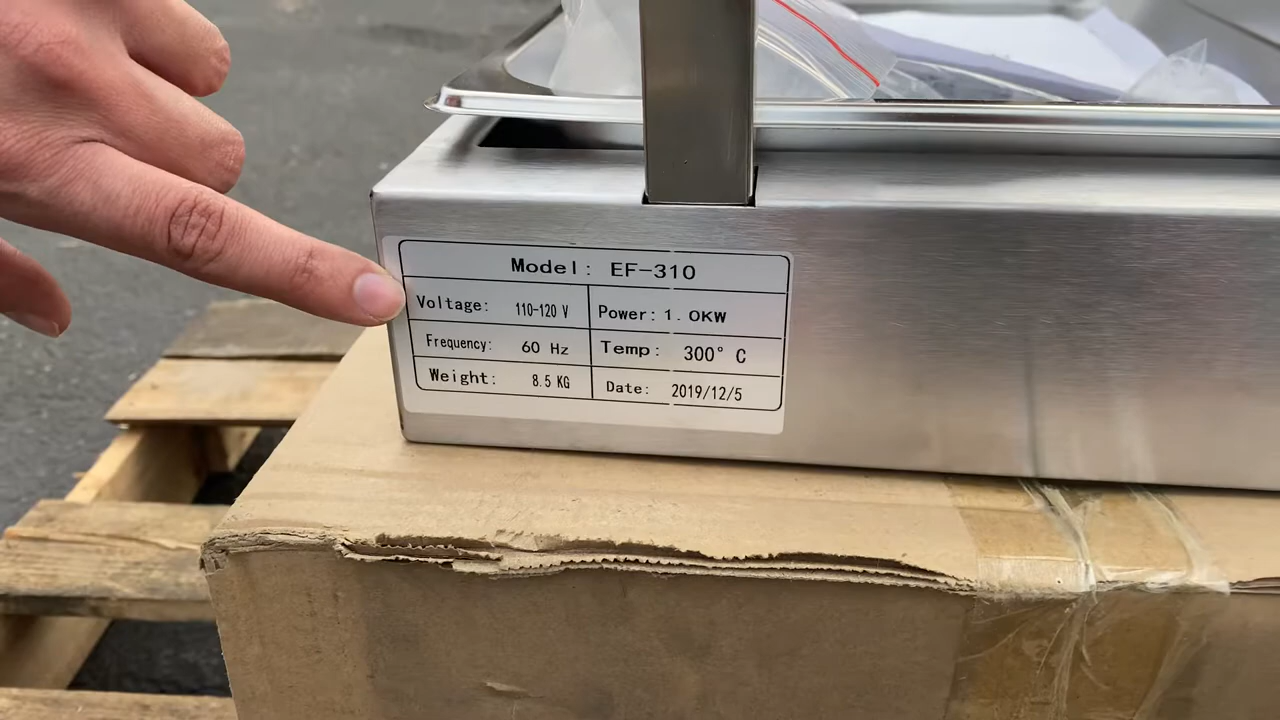 Model: EF-310
Voltage: 110-120 V Power: 1.0KW
Frequency: 60 Hz Temp: 300° C
Weight: 8.5 KG Date: 2019/12/5